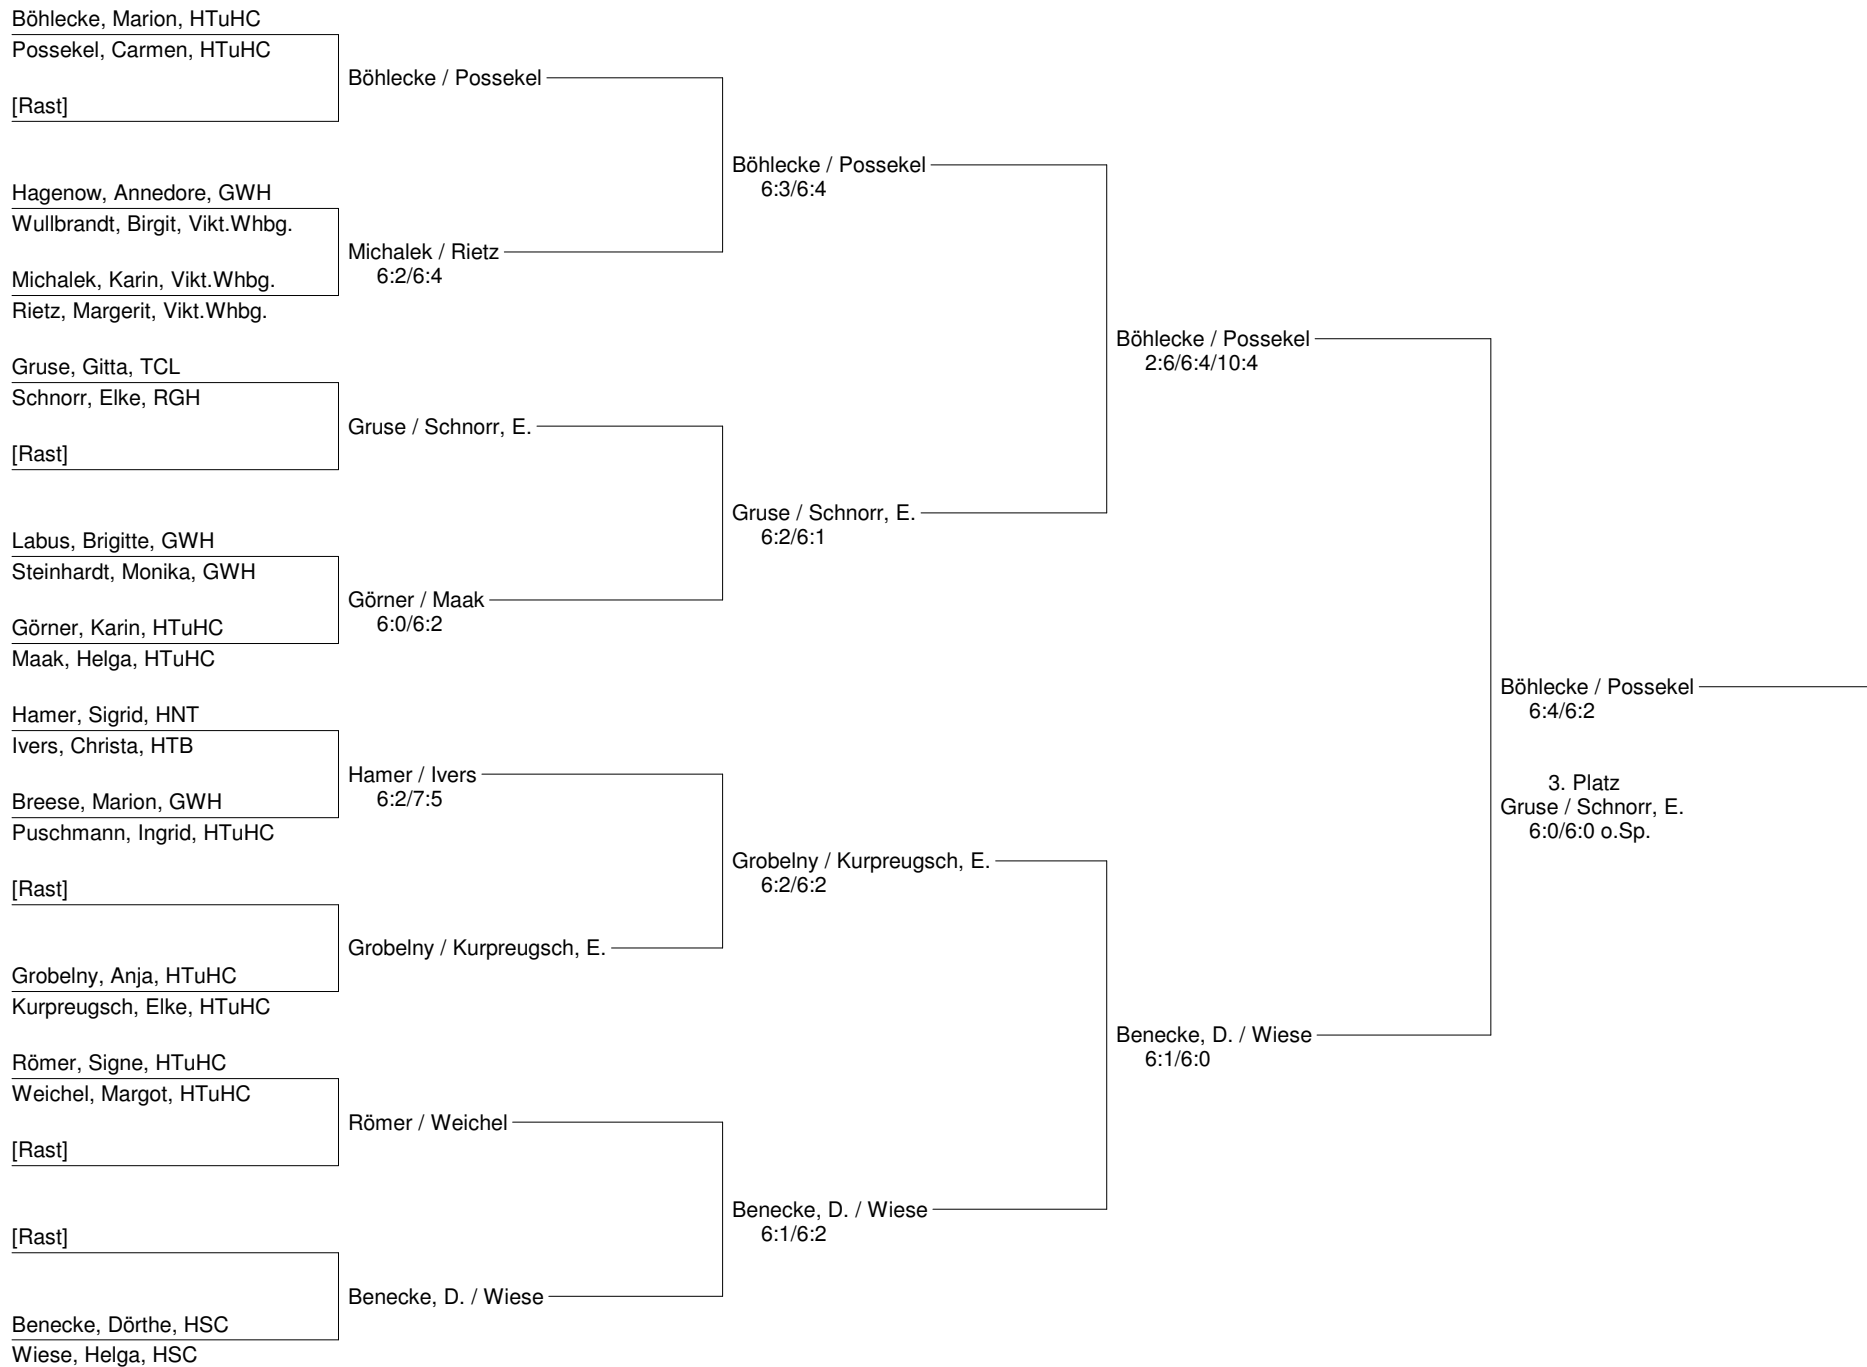 Böhlecke, Marion, HTuHC
Possekel, Carmen, HTuHC
[Rast]
Hagenow, Annedore, GWH
Wullbrandt, Birgit, Vikt.Whbg.
Michalek, Karin, Vikt.Whbg.
Rietz, Margerit, Vikt.Whbg.
Gruse, Gitta, TCL
Schnorr, Elke, RGH
[Rast]
Labus, Brigitte, GWH
Steinhardt, Monika, GWH
Görner, Karin, HTuHC
Maak, Helga, HTuHC
Hamer, Sigrid, HNT
Ivers, Christa, HTB
Breese, Marion, GWH
Puschmann, Ingrid, HTuHC
[Rast]
Grobelny, Anja, HTuHC
Kurpreugsch, Elke, HTuHC
Römer, Signe, HTuHC
Weichel, Margot, HTuHC
[Rast]
[Rast]
Benecke, Dörthe, HSC
Wiese, Helga, HSC
Böhlecke / Possekel
Michalek / Rietz
6:2/6:4
Gruse / Schnorr, E.
Görner / Maak
6:0/6:2
Hamer / Ivers
6:2/7:5
Grobelny / Kurpreugsch, E.
Römer / Weichel
Benecke, D. / Wiese
Böhlecke / Possekel
6:3/6:4
Gruse / Schnorr, E.
6:2/6:1
Grobelny / Kurpreugsch, E.
6:2/6:2
Benecke, D. / Wiese
6:1/6:2
Böhlecke / Possekel
2:6/6:4/10:4
Benecke, D. / Wiese
6:1/6:0
Böhlecke / Possekel
6:4/6:2
3. Platz
Gruse / Schnorr, E.
6:0/6:0 o.Sp.